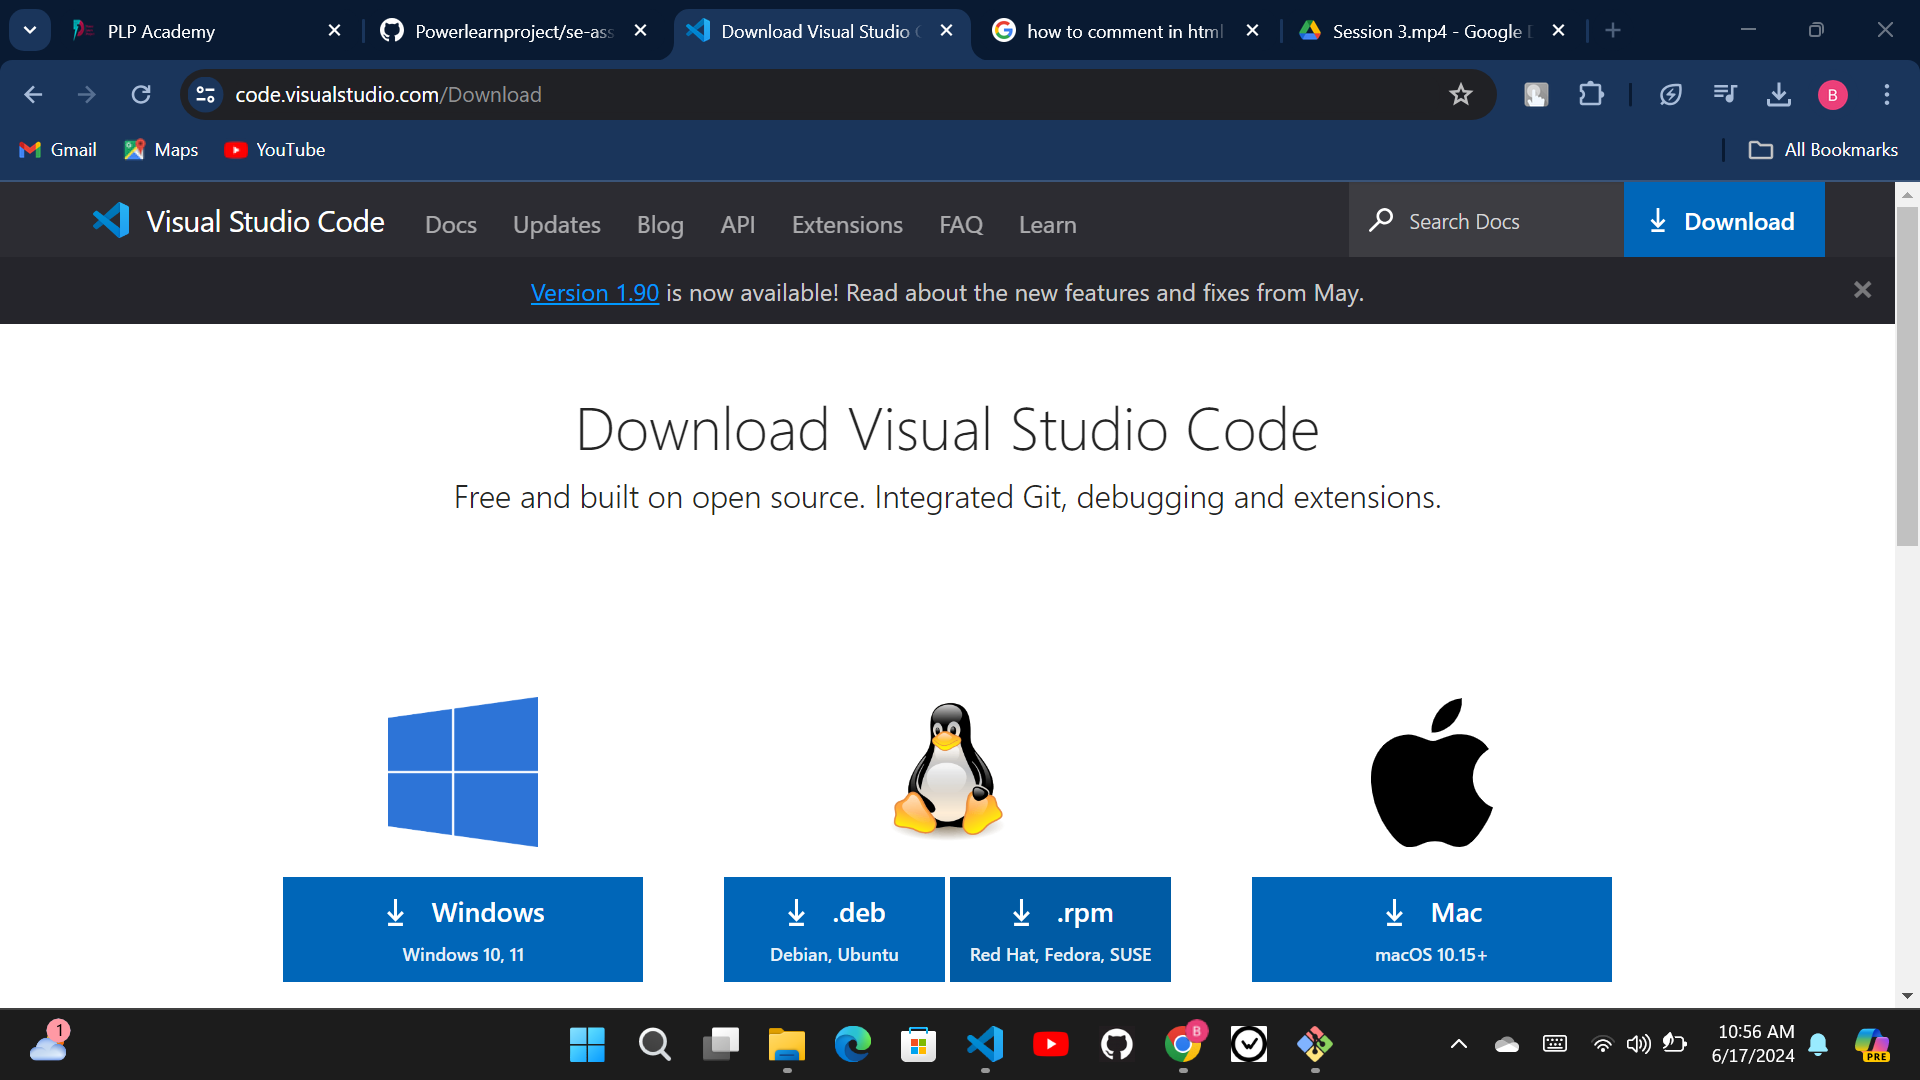 PLP Academy
Powerlearnproject/se-ass
Download Visual Studio C
how to comment in html
Session 3.mp4 - Google D
code.visualstudio.com/Download
B
Gmail
Maps
YouTube
All Bookmarks
Visual Studio Code
Docs
Updates
Blog
API
Extensions
FAQ
Learn
Search Docs
Download
Version 1.90 is now available! Read about the new features and fixes from May.
Download Visual Studio Code
Free and built on open source. Integrated Git, debugging and extensions.
Windows
Windows 10, 11
.deb
Debian, Ubuntu
.rpm
Red Hat, Fedora, SUSE
Mac
macOS 10.15+
1
B
10:56 AM
6/17/2024
PRE